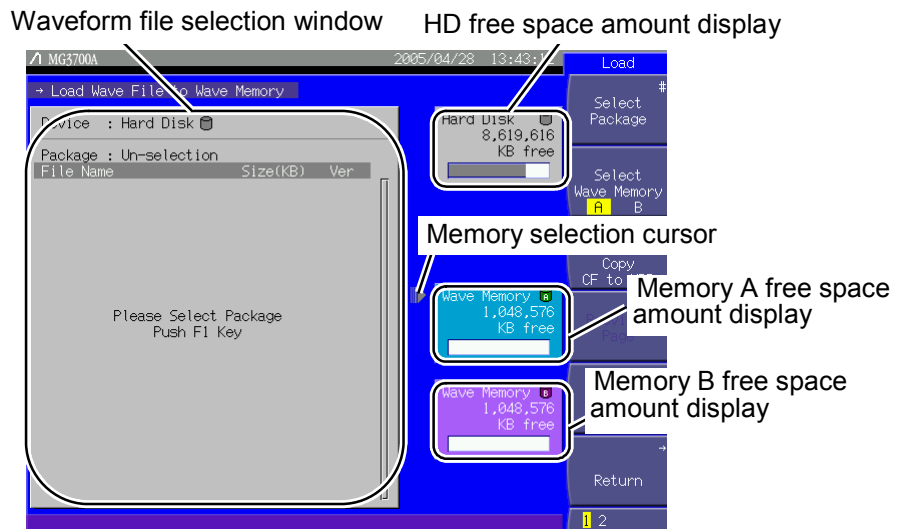 Waveform file selection window
HD free space amount display
MG3700A
2005/04/28 13:43:12
Load
→ Load Wave File to Wave Memory
#
Select
Package
Device : Hard Disk
Package : Un-selection
File Name Size(KB) Ver
Please Select Package
Push F1 Key
Hard Disk
8,619,616
KB free
Select
Wave Memory
A B
Memory selection cursor
Copy
CF to
Wave Memory A
1,048,576
KB free
Memory A free space
amount display
Page
Wave Memory B
1,048,576
KB free
Memory B free space
amount display
→
Return
1 2